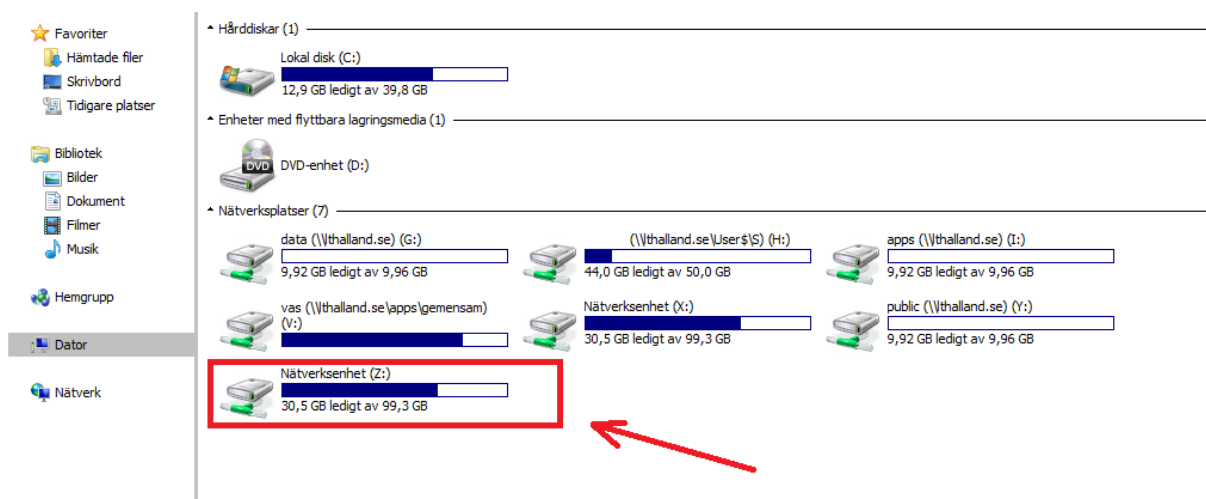 Favoriter
Hämtade filer
Skrivbord
Tidigare platser
Bibliotek
Bilder
Dokument
Filmer
Musik
Hemgrupp
Dator
Nätverk
Hårddiskar (1)
Lokal disk (C:)
12,9 GB ledigt av 39,8 GB
Enheter med flyttbara lagringsmedia (1)
DVD
DVD-enhet (D:)
Nätverksplatser (7)
data (\\lthalland.se) (G:)
9,92 GB ledigt av 9,96 GB
(\\lthalland.se\User$\S) (H:)
44,0 GB ledigt av 50,0 GB
apps (\\lthalland.se) (I:)
9,92 GB ledigt av 9,96 GB
vas (\\lthalland.se\apps\gemensam)
(V:)
Nätverksenhet (X:)
30,5 GB ledigt av 99,3 GB
public (\\lthalland.se) (Y:)
9,92 GB ledigt av 9,96 GB
Nätverksenhet (Z:)
30,5 GB ledigt av 99,3 GB